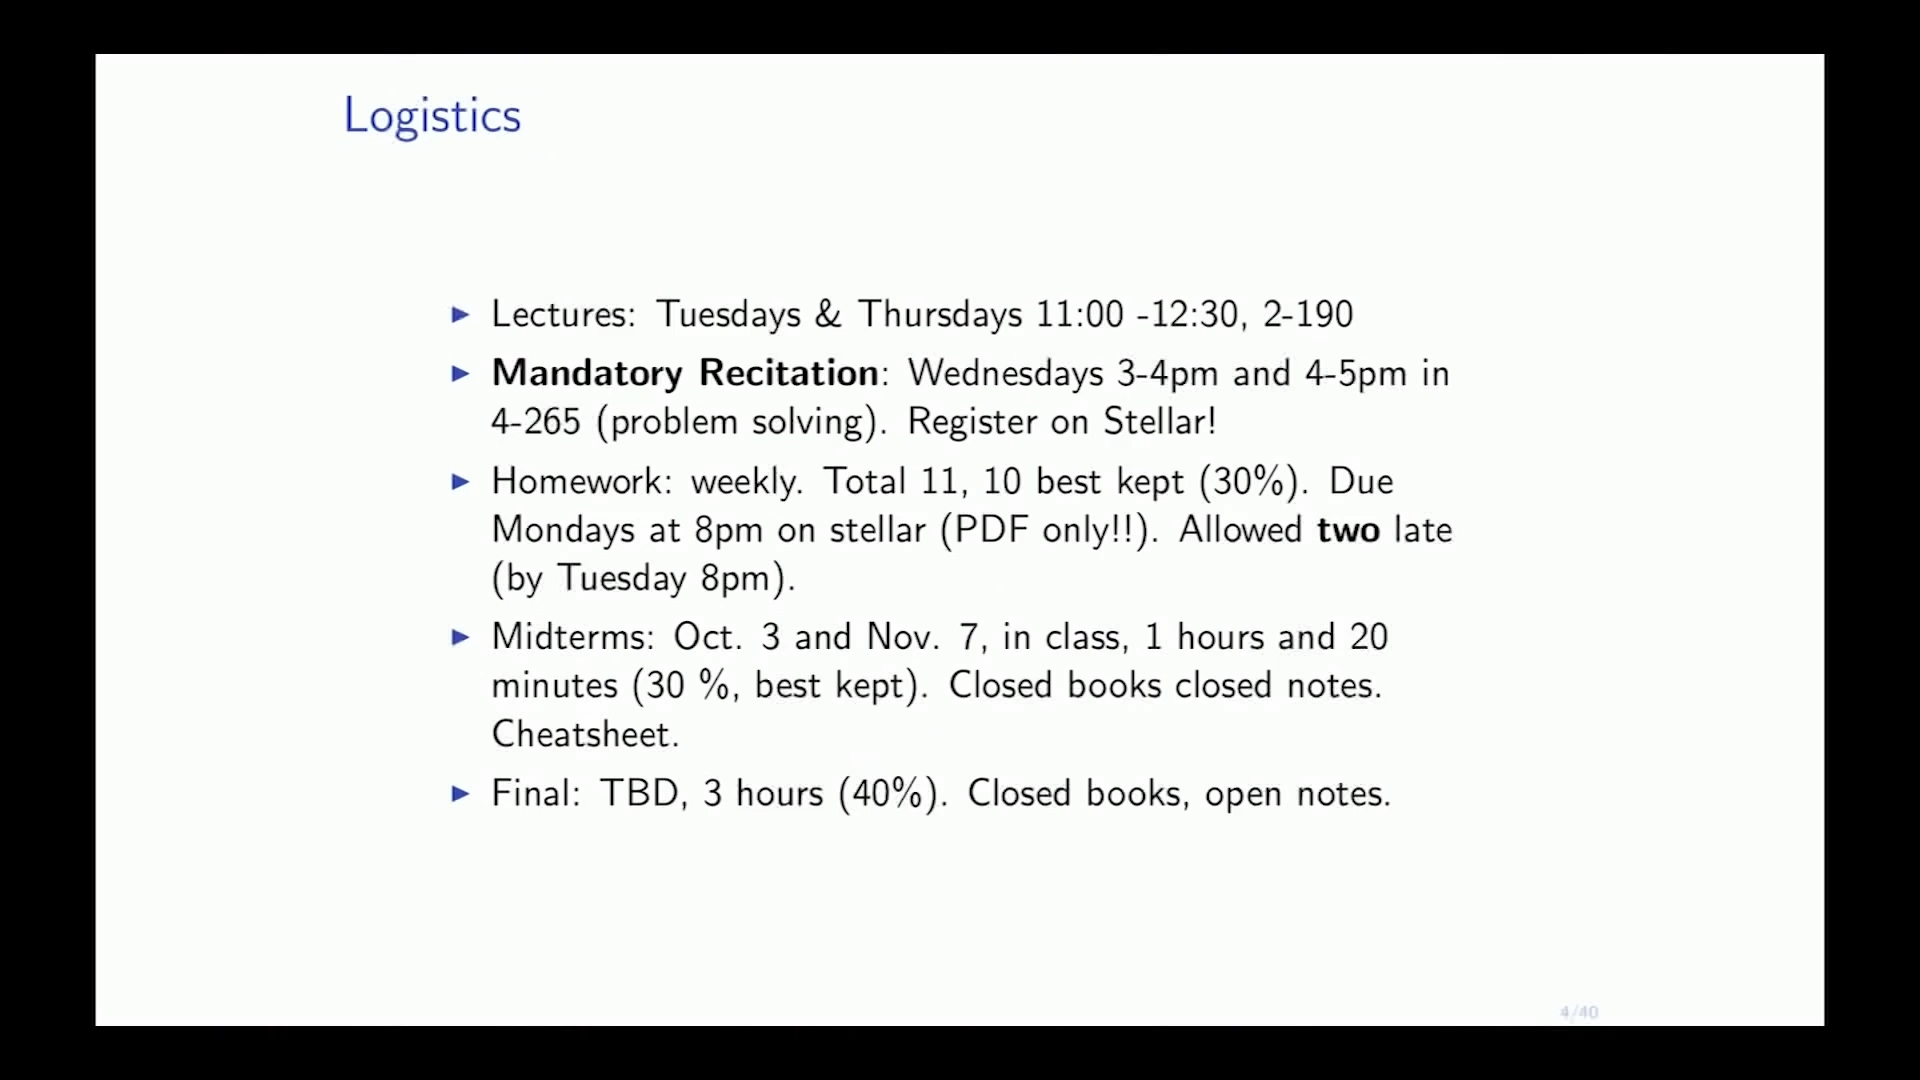 Logistics
▶ Lectures: Tuesdays & Thursdays 11:00 -12:30, 2-190
▶ Mandatory Recitation: Wednesdays 3-4pm and 4-5pm in
4-265 (problem solving). Register on Stellar!
▶ Homework: weekly. Total 11, 10 best kept (30%). Due
Mondays at 8pm on stellar (PDF only!!). Allowed two late
(by Tuesday 8pm).
▶ Midterms: Oct. 3 and Nov. 7, in class, 1 hours and 20
minutes (30 %, best kept). Closed books closed notes.
Cheatsheet.
▶ Final: TBD, 3 hours (40%). Closed books, open notes.
4/40